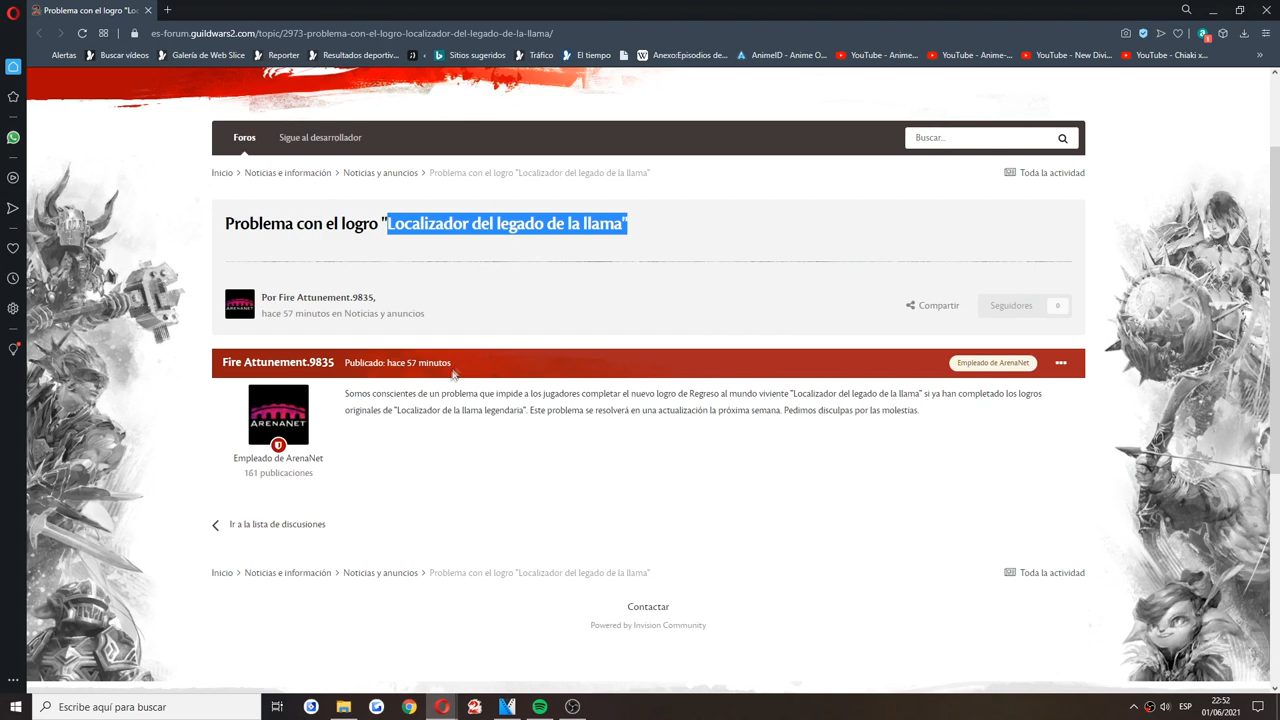 Problema con el logro "Loc
es-forum.guildwars2.com/topic/2973-problema-con-el-logro-localizador-del-legado-de-la-llama/
Alertas
Buscar vídeos
Galería de Web Slice
Reporter
Resultados deportiv...
Sitios sugeridos
Tráfico
El tiempo
Anexo:Episodios de...
AnimeID - Anime O...
YouTube - Anime...
YouTube - Anime-...
YouTube - New Divi...
YouTube - Chiaki x...
Foros
Sigue al desarrollador
Buscar...
Inicio > Noticias e información > Noticias y anuncios > Problema con el logro "Localizador del legado de la llama"
Toda la actividad
Problema con el logro "Localizador del legado de la llama"
Por Fire Attunement.9835,
hace 57 minutos en Noticias y anuncios
Compartir
Seguidores 0
Fire Attunement.9835
Publicado: hace 57 minutos
Empleado de ArenaNet
Somos conscientes de un problema que impide a los jugadores completar el nuevo logro de Regreso al mundo viviente "Localizador del legado de la llama" si ya han completado los logros
originales de "Localizador de la llama legendaria". Este problema se resolverá en una actualización la próxima semana. Pedimos disculpas por las molestias.
ARENANET
Empleado de ArenaNet
161 publicaciones
Ir a la lista de discusiones
Inicio > Noticias e información > Noticias y anuncios > Problema con el logro "Localizador del legado de la llama"
Toda la actividad
Contactar
Powered by Invision Community
Escribe aquí para buscar
ESP
22:52
01/06/2021